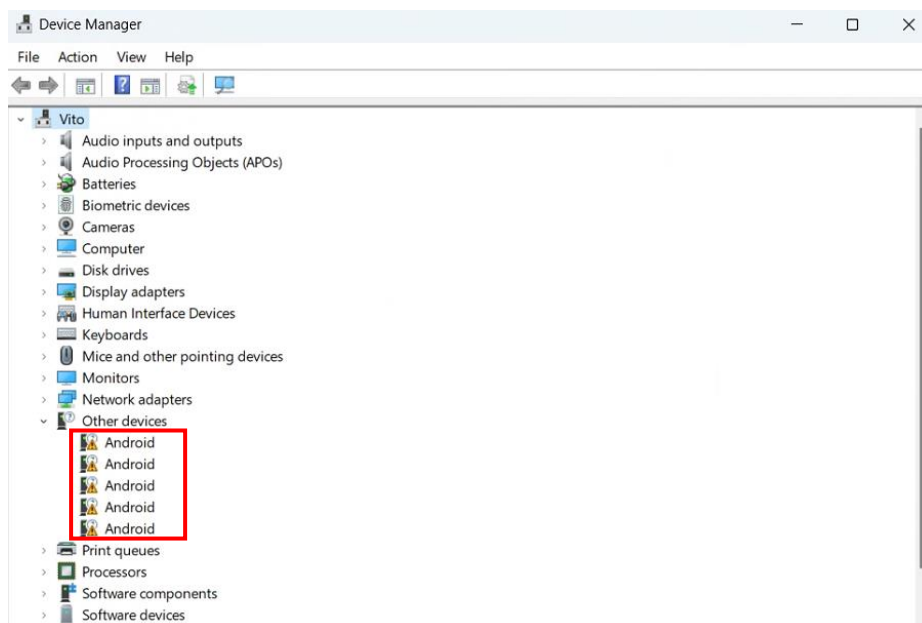 Device Manager
File Action View Help
Vito
Audio inputs and outputs
Audio Processing Objects (APOs)
Batteries
Biometric devices
Cameras
Computer
Disk drives
Display adapters
Human Interface Devices
Keyboards
Mice and other pointing devices
Monitors
Network adapters
Other devices
Android
Android
Android
Android
Android
Print queues
Processors
Software components
Software devices